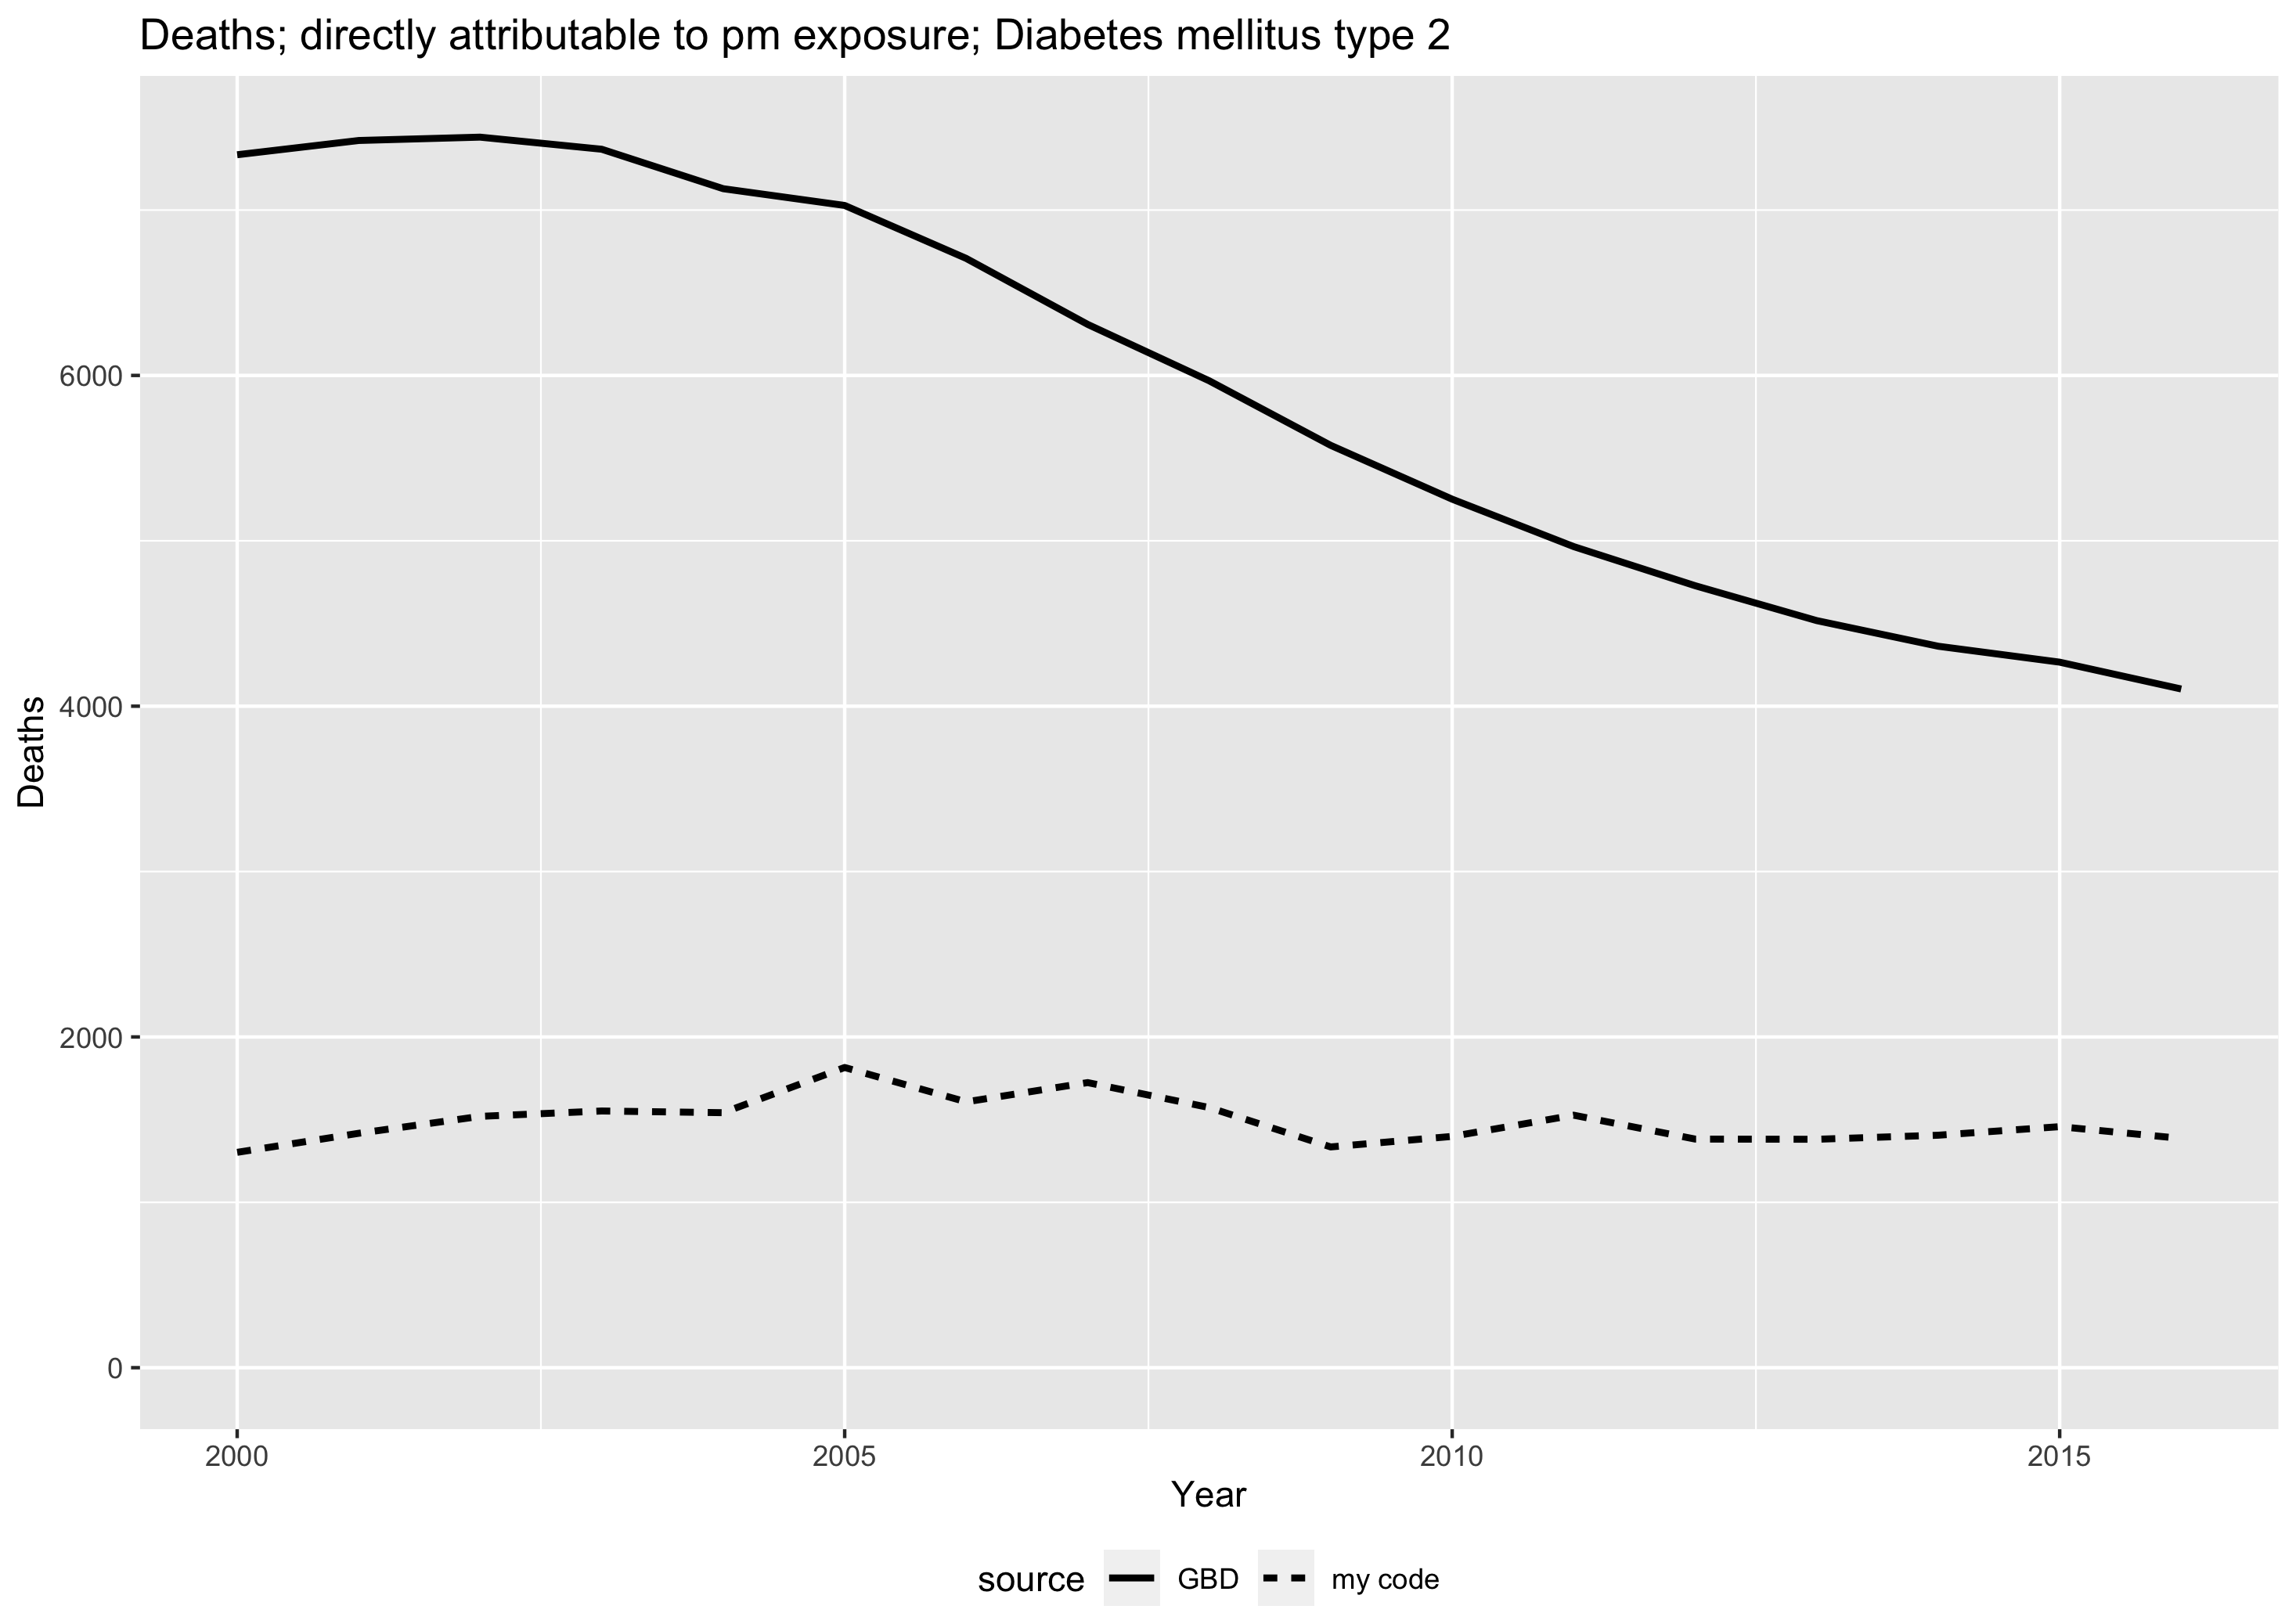 Deaths; directly attributable to pm exposure; Diabetes mellitus type 2
Deaths
6000
4000
2000
0
2000 2005 2010 2015
Year
source GBD my code